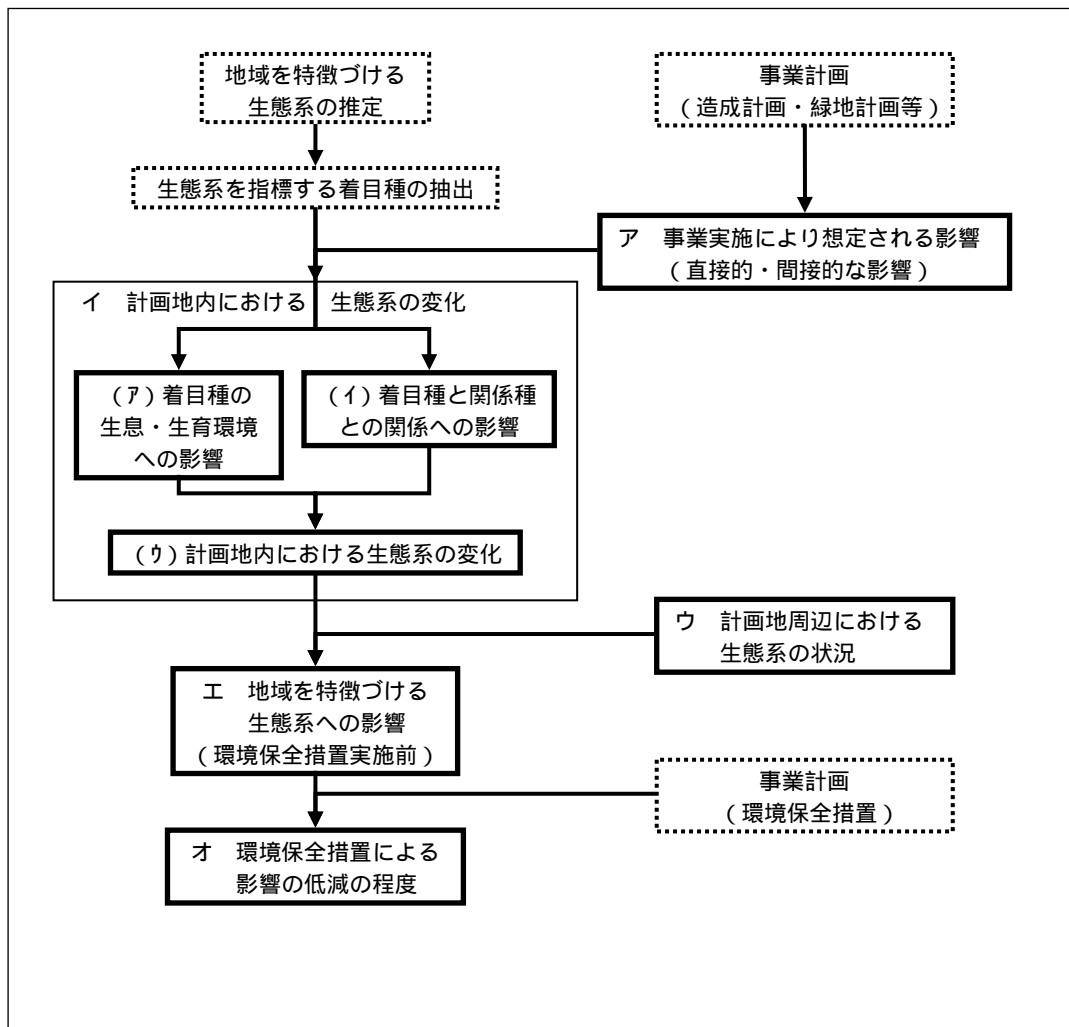 地域を特徴づける
生態系の推定
事業計画
（造成計画・緑地計画等）
生態系を指標する着目種の抽出
ア　事業実施により想定される影響
（直接的・間接的な影響）
イ　計画地内における　生態系の変化
（ｱ）着目種の
生息・生育環境
への影響
（ｲ）着目種と関係種
との関係への影響
（ｳ）計画地内における生態系の変化
ウ　計画地周辺における
生態系の状況
エ　地域を特徴づける
生態系への影響
（環境保全措置実施前）
事業計画
（環境保全措置）
オ　環境保全措置による
影響の低減の程度